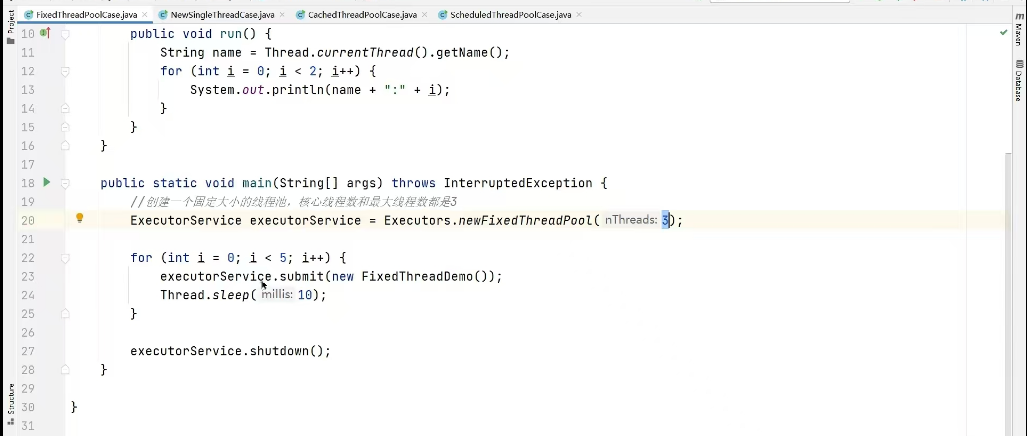 FixedThreadPoolCase.java NewSingleThreadCase.java CachedThreadPoolCase.java ScheduledThreadPoolCase.java
Project
Maven
Database
Structure
10 public void run() {
11 String name = Thread.currentThread().getName();
12 for (int i = 0; i < 2; i++) {
13 System.out.println(name + ":" + i);
14 }
15 }
16 }
17
18 public static void main(String[] args) throws InterruptedException {
19 //创建一个固定大小的线程池，核心线程数和最大线程数都是3
20 ExecutorService executorService = Executors.newFixedThreadPool( nThreads: 3);
21
22 for (int i = 0; i < 5; i++) {
23 executorService.submit(new FixedThreadDemo());
24 Thread.sleep( millis: 10);
25 }
26
27 executorService.shutdown();
28 }
29
30 }
31